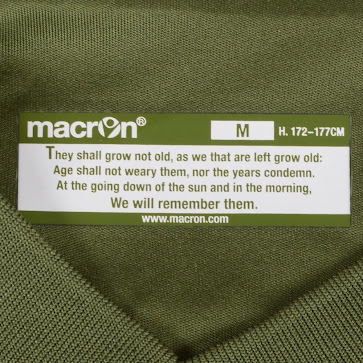 macron®
M H. 172-177CM
They shall grow not old, as we that are left grow old:
Age shall not weary them, nor the years condemn.
At the going down of the sun and in the morning,
We will remember them.
www.macron.com